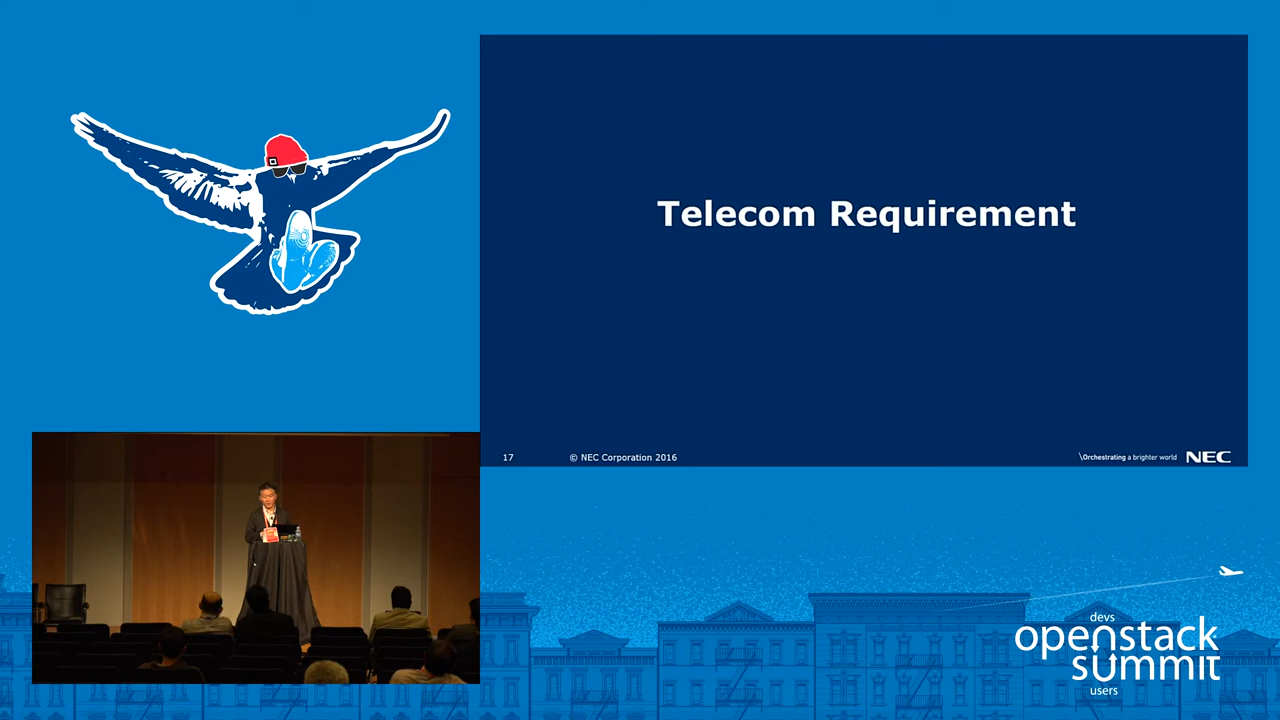 Telecom Requirement
17
© NEC Corporation 2016
\Orchestrating a brighter world
NEC
devs
openstack
summit
users